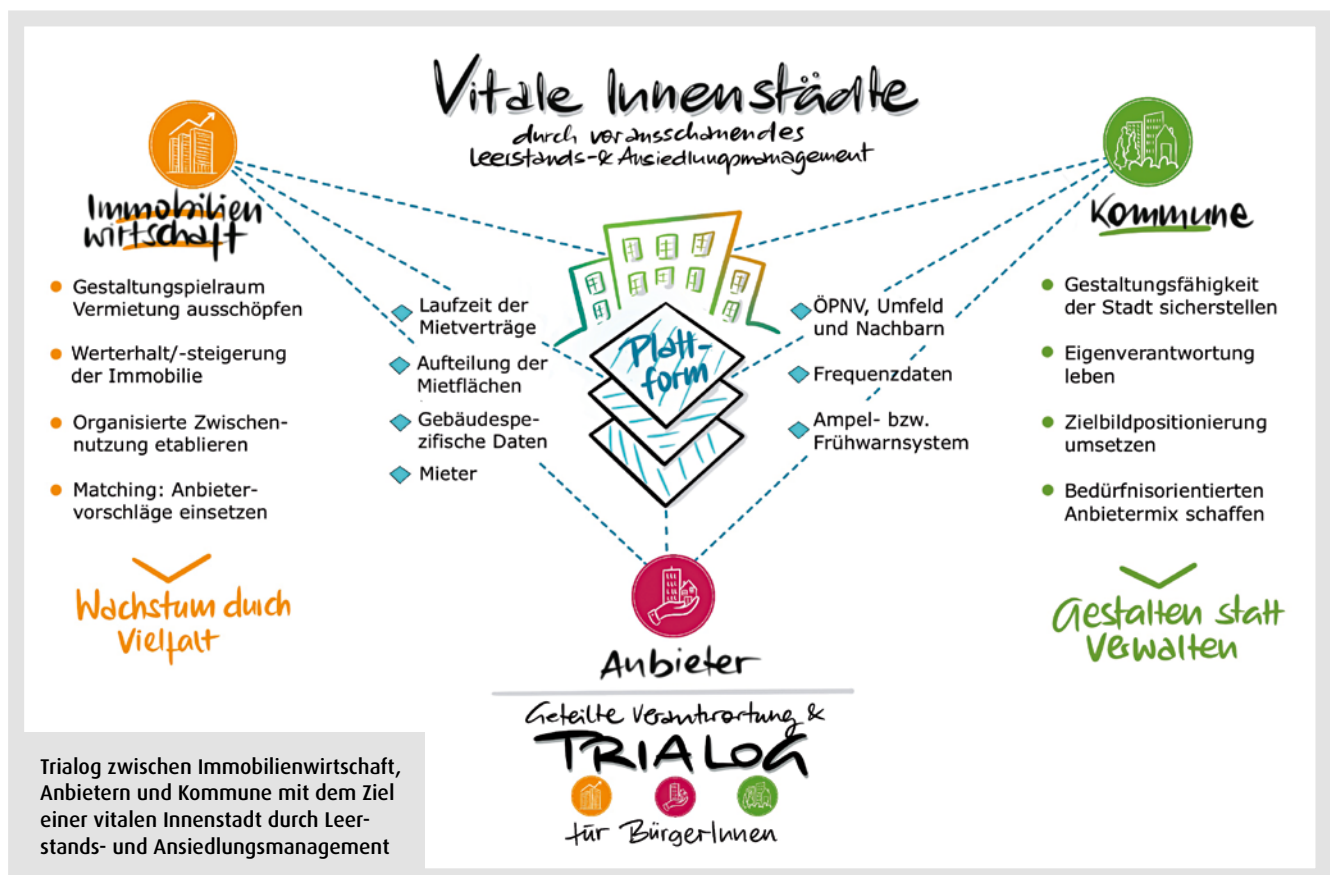 Vitale Innenstädte
durch vorausschauendes
Leerstands-& Ansiedlungsmanagement
Immobilien
wirtschaft
Gestaltungspielraum
Vermietung ausschöpfen
Werterhalt/-steigerung
der Immobilie
Organisierte Zwischen-
nutzung etablieren
Matching: Anbieter-
vorschläge einsetzen
Wachstum durch
Vielfalt
Laufzeit der
Mietverträge
Aufteilung der
Mietflächen
Gebäudespe-
zifische Daten
Mieter
Platt-
form
ÖPNV, Umfeld
und Nachbarn
Frequenzdaten
Ampel- bzw.
Frühwarnsystem
Kommune
Gestaltungsfähigkeit
der Stadt sicherstellen
Eigenverantwortung
leben
Zielbildpositionierung
umsetzen
Bedürfnisorientierten
Anbietermix schaffen
Gestalten statt
Verwalten
Anbieter
Geteilte Verantwortung &
TRIALOG
für BürgerInnen
Trialog zwischen Immobilienwirtschaft,
Anbietern und Kommune mit dem Ziel
einer vitalen Innenstadt durch Leer-
stands- und Ansiedlungsmanagement